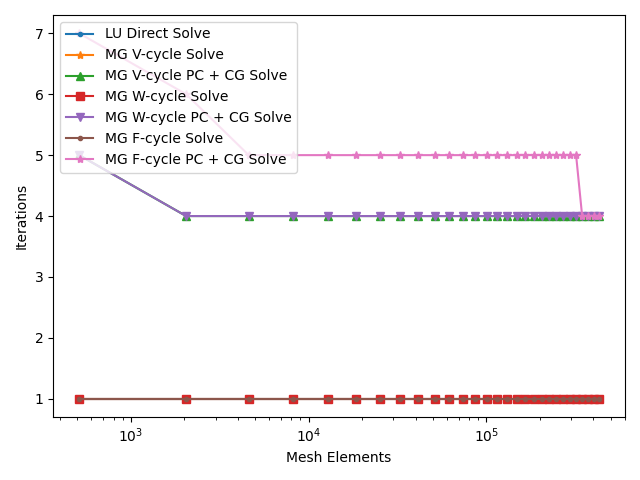 LU Direct Solve
MG V-cycle Solve
MG V-cycle PC + CG Solve
MG W-cycle Solve
MG W-cycle PC + CG Solve
MG F-cycle Solve
MG F-cycle PC + CG Solve
7
6
5
4
3
2
1
Iterations
10³ 10⁴ 10⁵
Mesh Elements